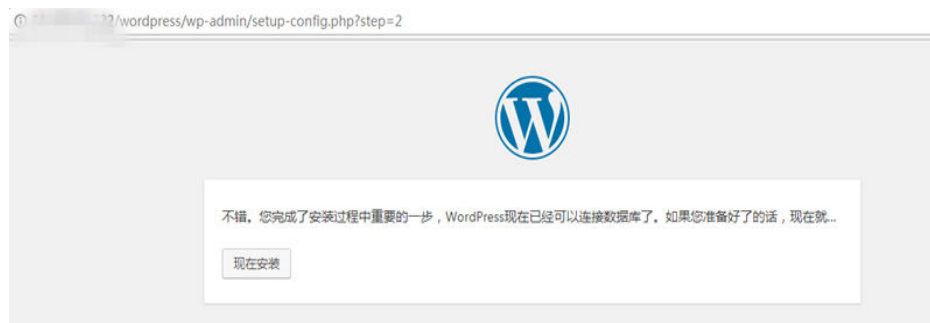 /wordpress/wp-admin/setup-config.php?step=2
不错。您完成了安装过程中重要的一步，WordPress现在已经可以连接数据库了。如果您准备好了的话，现在就...
现在安装